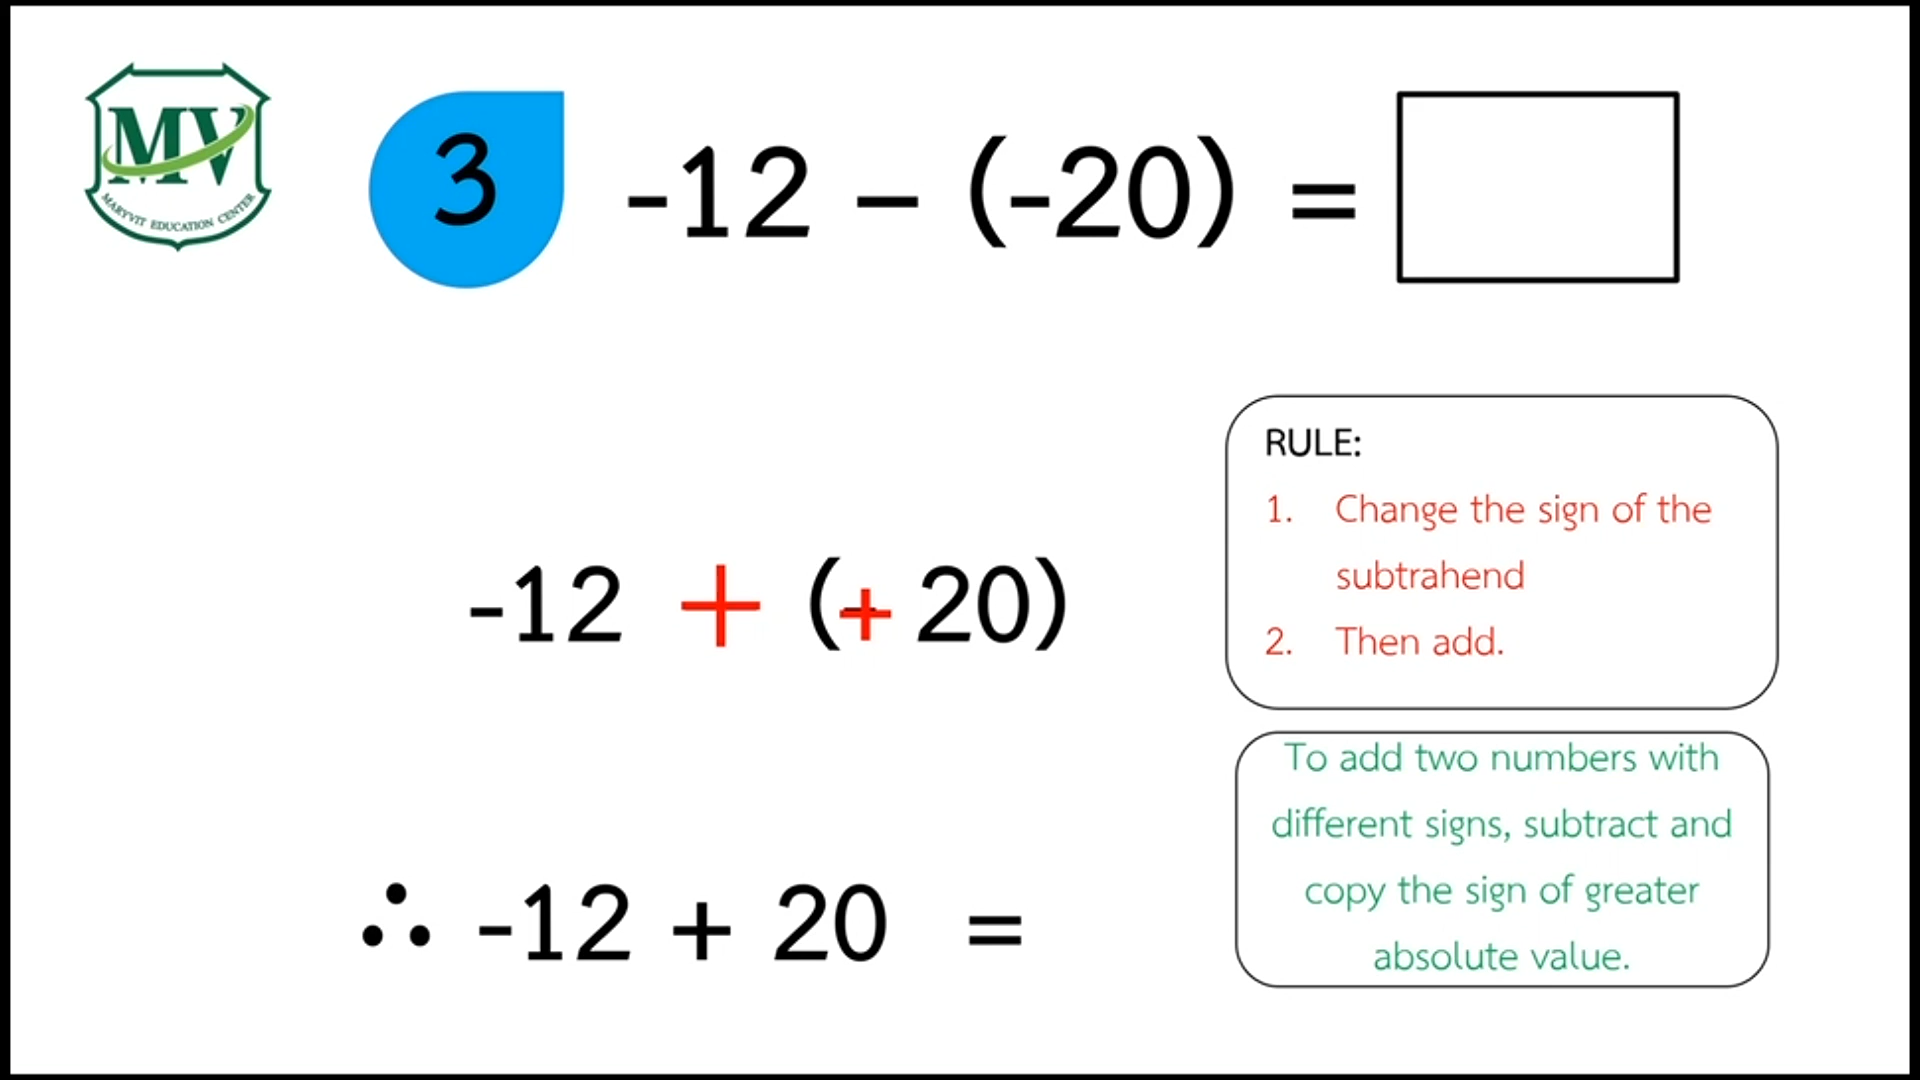 MV
MARYVIT EDUCATION CENTER
3 -12 – (-20) =
RULE:
1. Change the sign of the
subtrahend
2. Then add.
-12 + (+ 20)
To add two numbers with
different signs, subtract and
copy the sign of greater
absolute value.
∴ -12 + 20 =